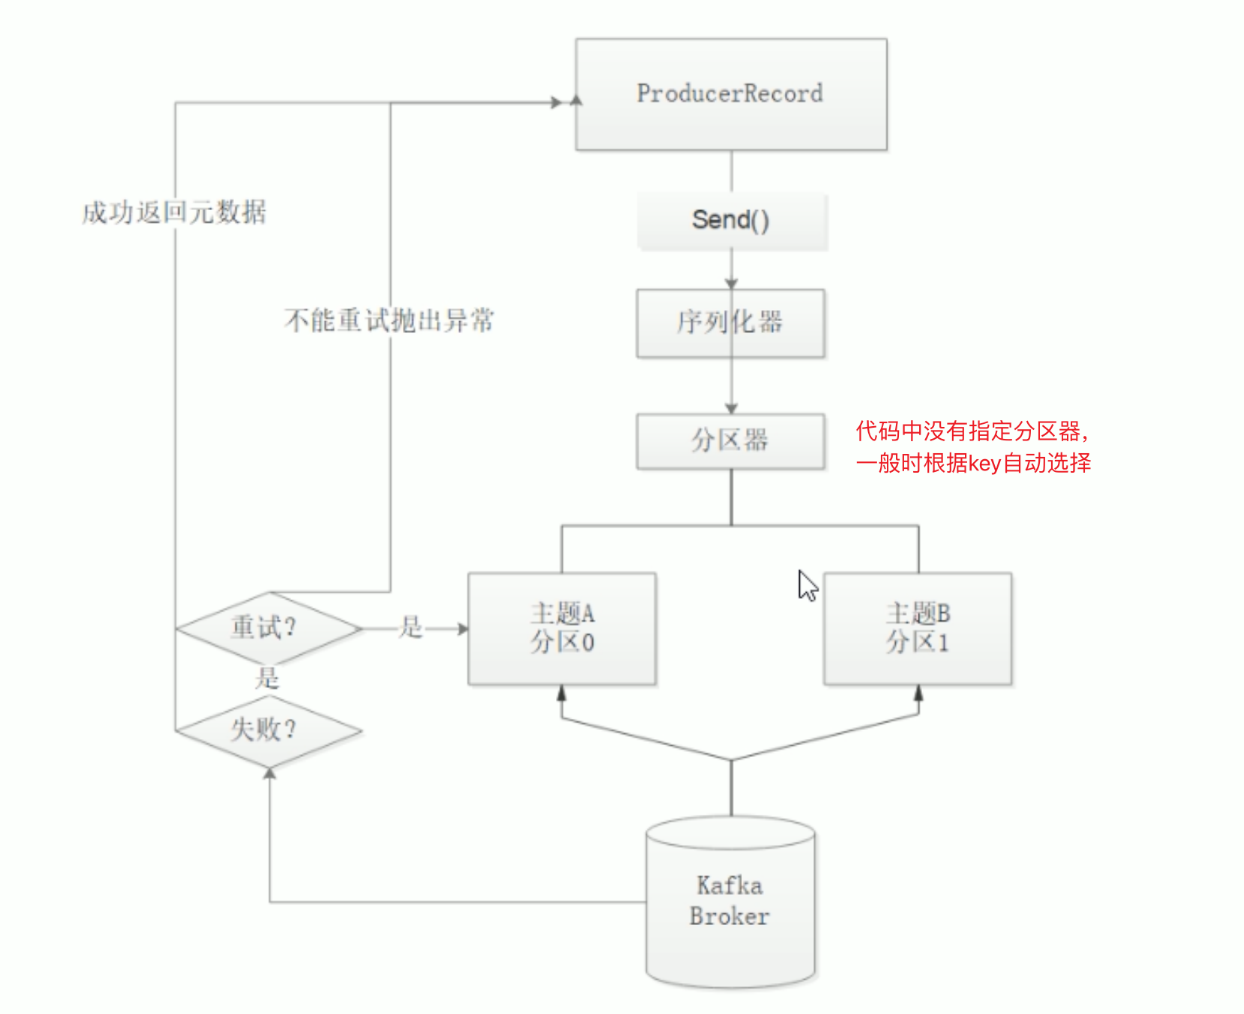 ProducerRecord
成功返回元数据
Send()
不能重试抛出异常
序列化器
分区器
代码中没有指定分区器，
一般时根据key自动选择
重试？
是
主题A
分区0
主题B
分区1
是
失败？
Kafka
Broker